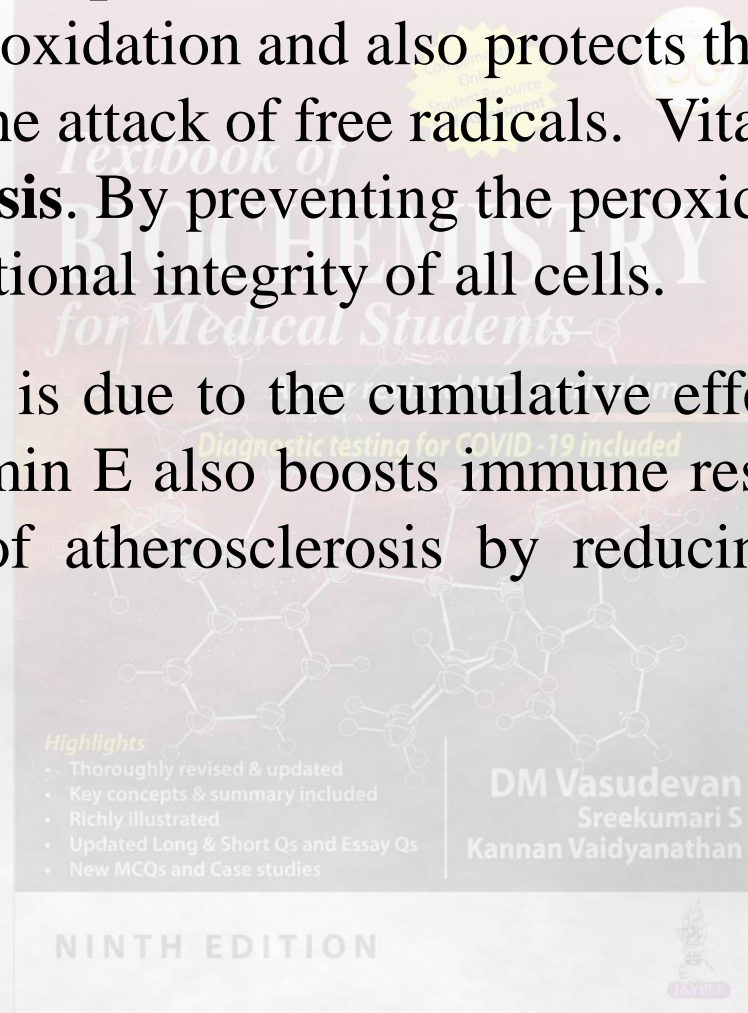 oxidation and also protects th
he attack of free radicals. Vita
sis. By preventing the peroxid
tional integrity of all cells.
is due to the cumulative effe
min E also boosts immune res
of atherosclerosis by reducin
Textbook of
BIOCHEMISTRY
for Medical Students
Diagnostic testing for COVID -19 included
Highlights
• Thoroughly revised & updated
• Key concepts & summary included
• Richly illustrated
• Updated Long & Short Qs and Essay Qs
• New MCQs and Case studies
DM Vasudevan
Sreekumari S
Kannan Vaidyanathan
NINTH EDITION
JAYPEE